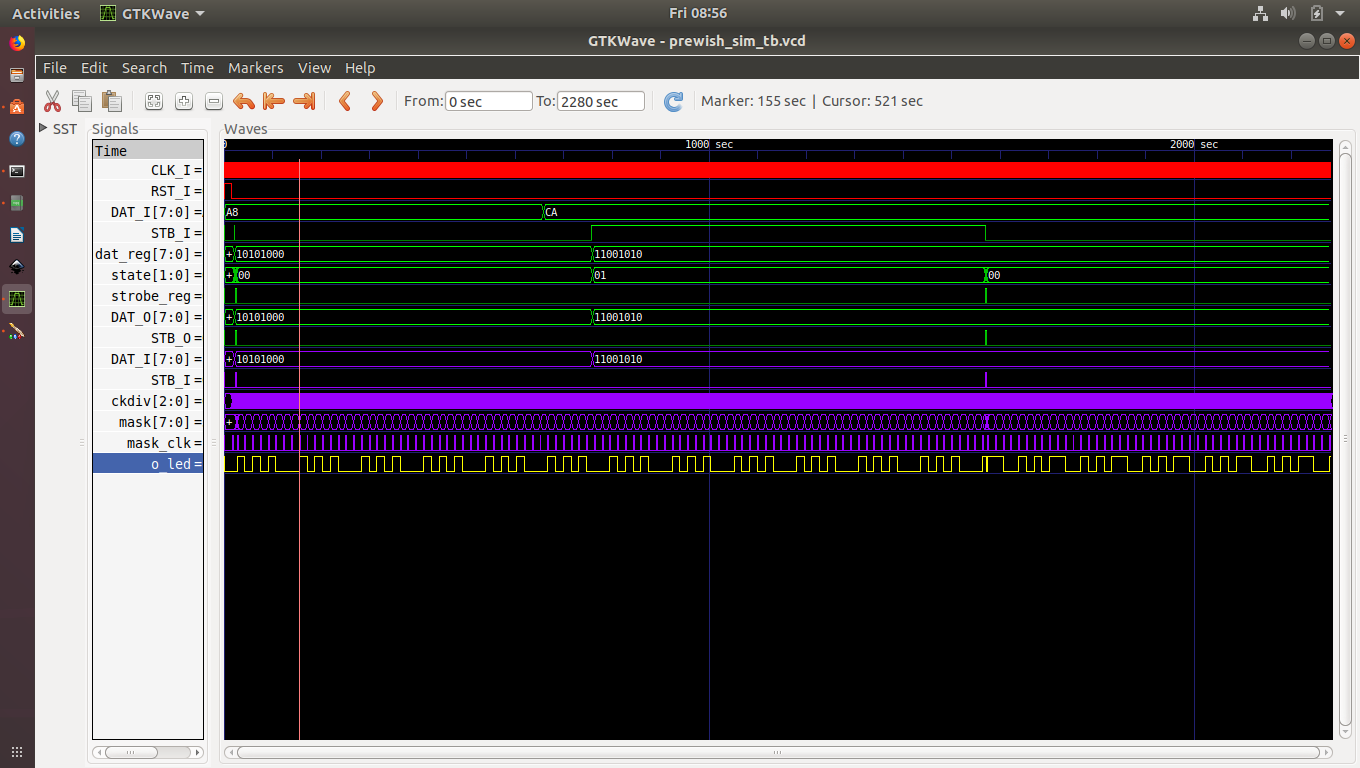 Activities GTKWave Fri 08:56
GTKWave - prewish_sim_tb.vcd
File Edit Search Time Markers View Help
From: 0 sec To: 2280 sec Marker: 155 sec | Cursor: 521 sec
SST Signals Waves
Time 0 1000 sec 2000 sec
CLK_I =
RST_I =
DAT_I[7:0] = A8 CA
STB_I =
dat_reg[7:0] = + 10101000 11001010
state[1:0] = + 00 01 00
strobe_reg =
DAT_O[7:0] = + 10101000 11001010
STB_O =
DAT_I[7:0] = + 10101000 11001010
STB_I =
ckdiv[2:0] =
mask[7:0] = +
mask_clk =
o_led =